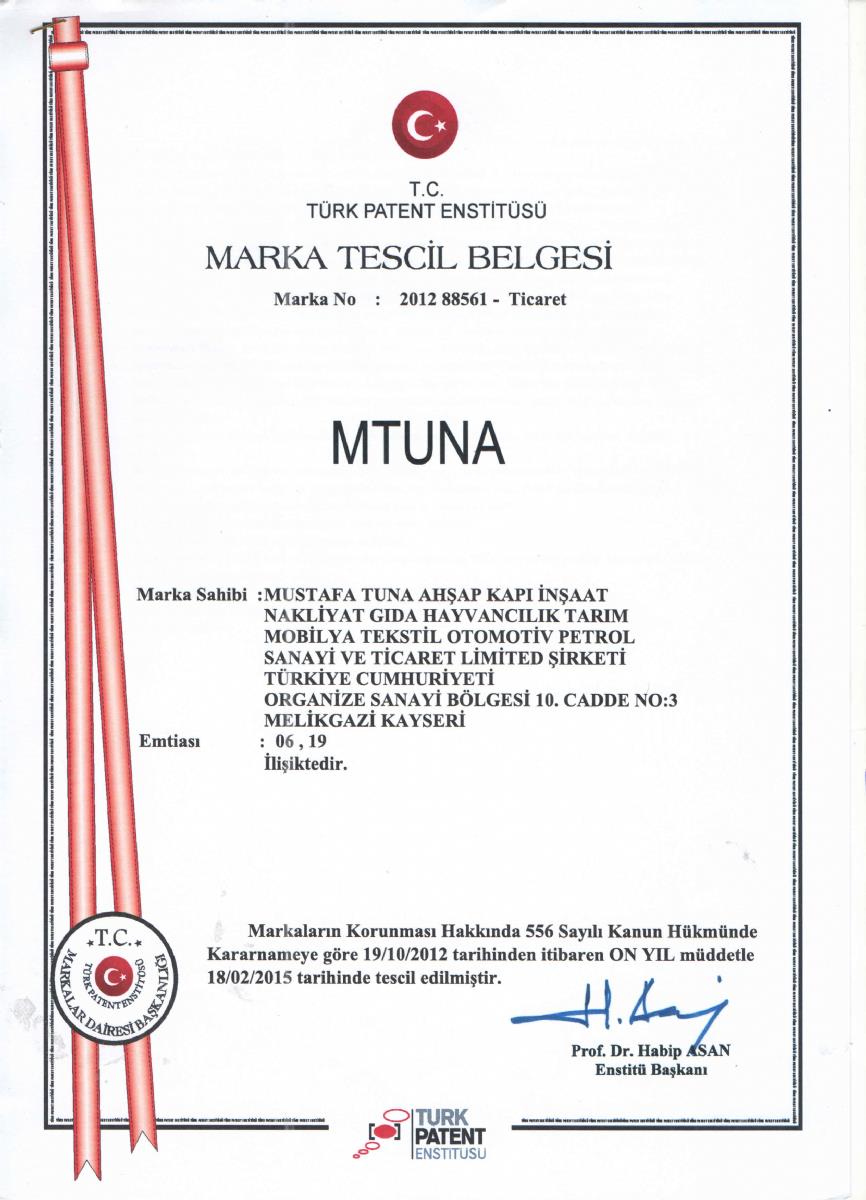 T.C.
TÜRK PATENT ENSTİTÜSÜ
MARKA TESCİL BELGESİ
Marka No : 2012 88561 - Ticaret
MTUNA
Marka Sahibi :MUSTAFA TUNA AHŞAP KAPI İNŞAAT
NAKLİYAT GIDA HAYVANCILIK TARIM
MOBİLYA TEKSTİL OTOMOTİV PETROL
SANAYİ VE TİCARET LİMİTED ŞİRKETİ
TÜRKİYE CUMHURİYETİ
ORGANİZE SANAYİ BÖLGESİ 10. CADDE NO:3
MELİKGAZİ KAYSERİ
Emtiası : 06 , 19
İlişiktedir.
Markaların Korunması Hakkında 556 Sayılı Kanun Hükmünde
Kararnameye göre 19/10/2012 tarihinden itibaren ON YIL müddetle
18/02/2015 tarihinde tescil edilmiştir.
T.C.
TÜRK PATENT ENSTİTÜSÜ
MARKALAR DAİRESİ BAŞKANLIĞI
Prof. Dr. Habip ASAN
Enstitü Başkanı
TURK
PATENT
ENSTITUSU